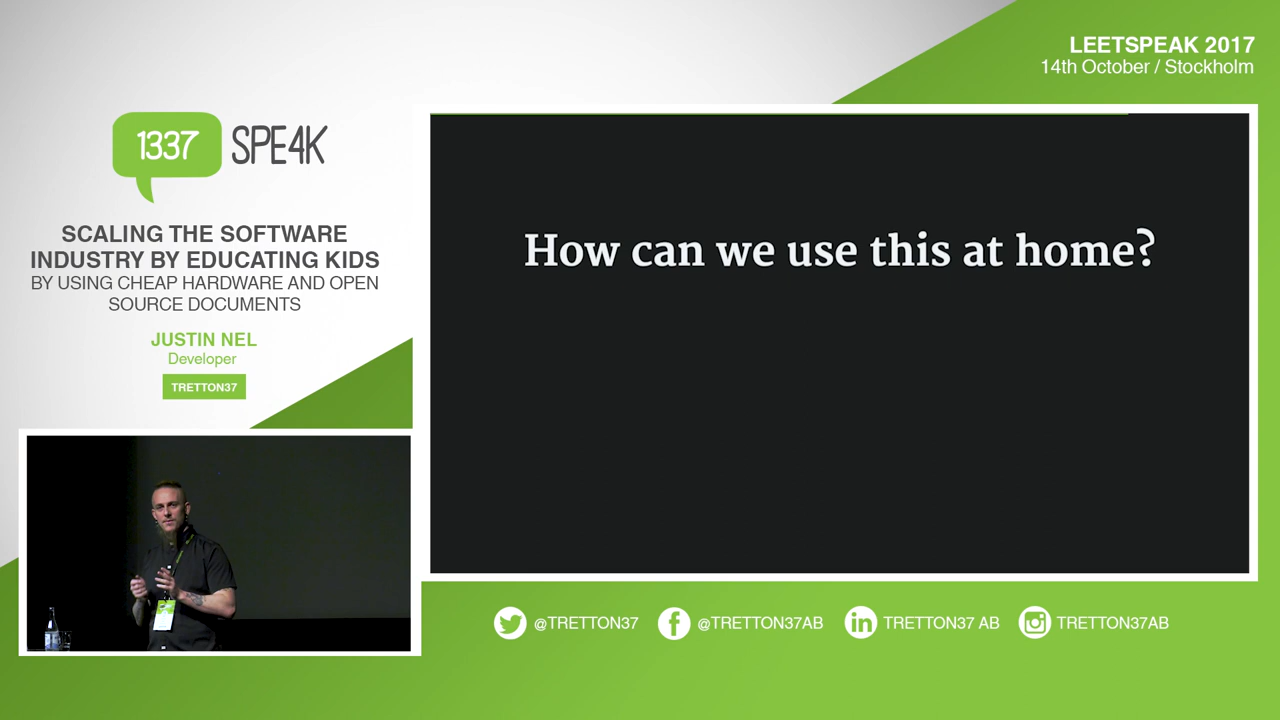 LEETSPEAK 2017
14th October / Stockholm
1337 SPE4K
SCALING THE SOFTWARE
INDUSTRY BY EDUCATING KIDS
BY USING CHEAP HARDWARE AND OPEN
SOURCE DOCUMENTS
JUSTIN NEL
Developer
TRETTON37
How can we use this at home?
@TRETTON37
@TRETTON37AB
TRETTON37 AB
TRETTON37AB